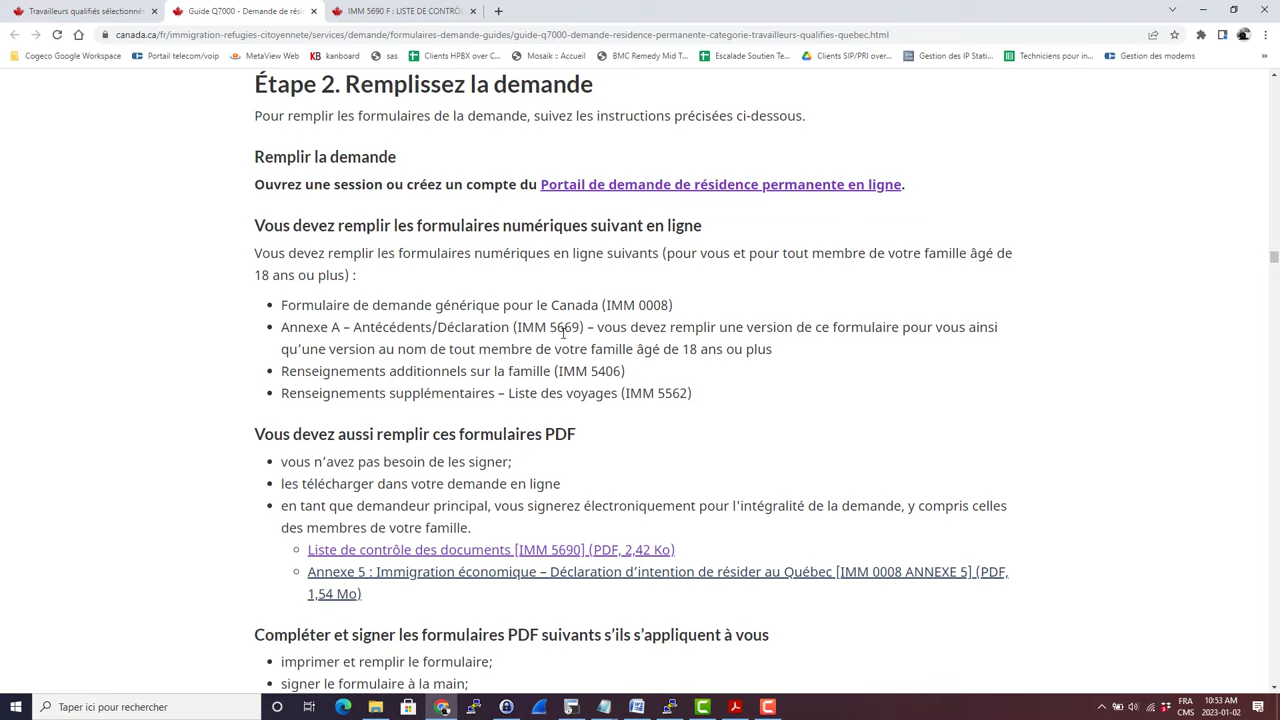 Travailleurs qualifiés sélectionné
Guide Q7000 - Demande de rési
IMM 5690 F : LISTE DE CONTRÔL
canada.ca/fr/immigration-refugies-citoyennete/services/demande/formulaires-demande-guides/guide-q7000-demande-residence-permanente-categorie-travailleurs-qualifies-quebec.html
Cogeco Google Workspace
Portail telecom/voip
MetaView Web
KB kanboard
sas
Clients HPBX over C...
Mosaik :: Accueil
BMC Remedy Mid T...
Escalade Soutien Te...
Clients SIP/PRI over...
Gestion des IP Stati...
Techniciens pour in...
Gestion des modems
»
Étape 2. Remplissez la demande
Pour remplir les formulaires de la demande, suivez les instructions précisées ci-dessous.
Remplir la demande
Ouvrez une session ou créez un compte du Portail de demande de résidence permanente en ligne.
Vous devez remplir les formulaires numériques suivant en ligne
Vous devez remplir les formulaires numériques en ligne suivants (pour vous et pour tout membre de votre famille âgé de
18 ans ou plus) :
• Formulaire de demande générique pour le Canada (IMM 0008)
• Annexe A – Antécédents/Déclaration (IMM 5669) – vous devez remplir une version de ce formulaire pour vous ainsi
qu’une version au nom de tout membre de votre famille âgé de 18 ans ou plus
• Renseignements additionnels sur la famille (IMM 5406)
• Renseignements supplémentaires – Liste des voyages (IMM 5562)
Vous devez aussi remplir ces formulaires PDF
• vous n’avez pas besoin de les signer;
• les télécharger dans votre demande en ligne
• en tant que demandeur principal, vous signerez électroniquement pour l'intégralité de la demande, y compris celles
des membres de votre famille.
◦ Liste de contrôle des documents [IMM 5690] (PDF, 2,42 Ko)
◦ Annexe 5 : Immigration économique – Déclaration d’intention de résider au Québec [IMM 0008 ANNEXE 5] (PDF,
1,54 Mo)
Compléter et signer les formulaires PDF suivants s’ils s’appliquent à vous
• imprimer et remplir le formulaire;
• signer le formulaire à la main;
Taper ici pour rechercher
FRA
CMS
10:53 AM
2023-01-02